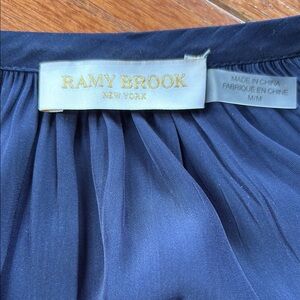 RAMY BROOK
NEW YORK
MADE IN CHINA
FABRIQUÉ EN CHINE
M/M